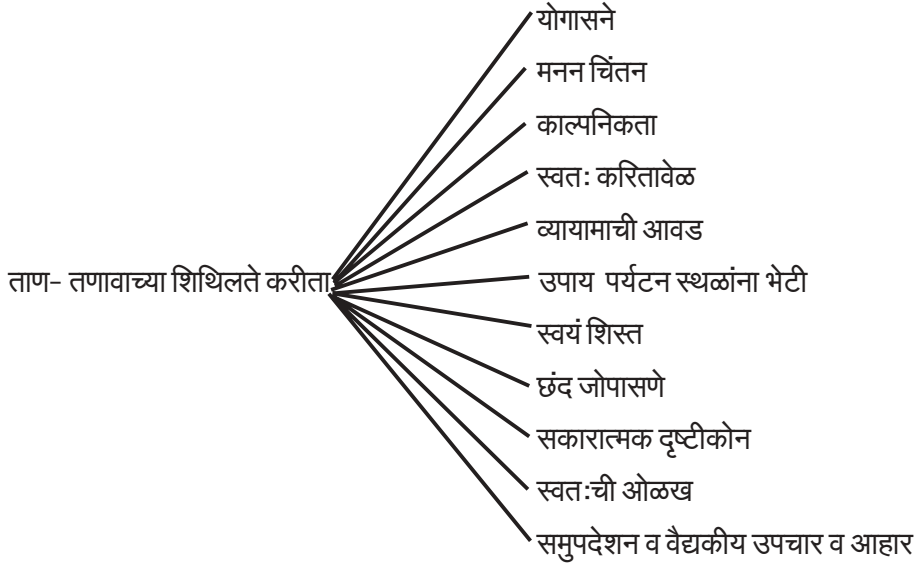 योगासने
मनन चिंतन
काल्पनिकता
स्वत: करितावेळ
व्यायामाची आवड
ताण- तणावाच्या शिथिलते करीता
उपाय पर्यटन स्थळांना भेटी
स्वयं शिस्त
छंद जोपासणे
सकारात्मक दृष्टीकोन
स्वत:ची ओळख
समुपदेशन व वैद्यकीय उपचार व आहार